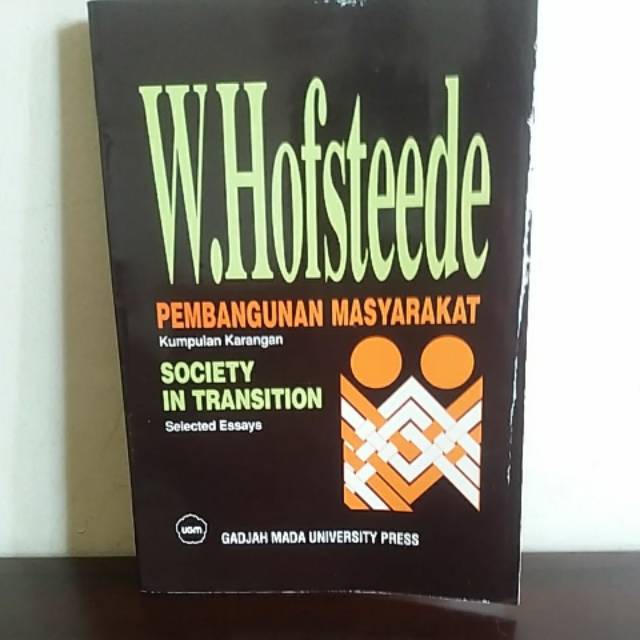 W.Hofsteede
PEMBANGUNAN MASYARAKAT
Kumpulan Karangan
SOCIETY
IN TRANSITION
Selected Essays
UGM
GADJAH MADA UNIVERSITY PRESS